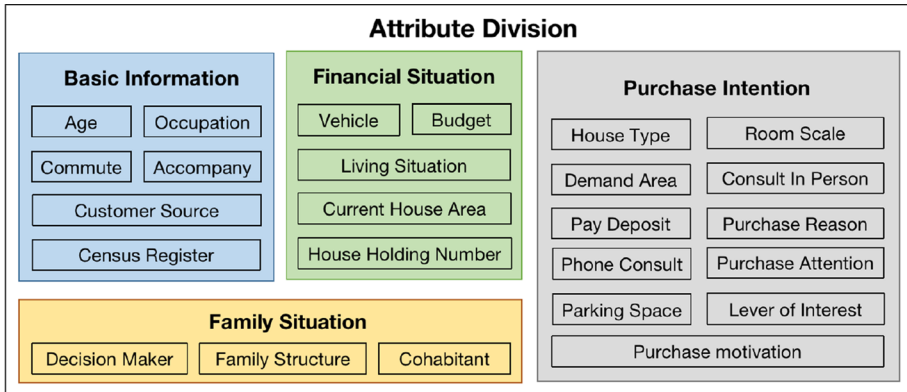 Attribute Division
Basic Information
Age
Occupation
Commute
Accompany
Customer Source
Census Register
Financial Situation
Vehicle
Budget
Living Situation
Current House Area
House Holding Number
Purchase Intention
House Type
Room Scale
Demand Area
Consult In Person
Pay Deposit
Purchase Reason
Phone Consult
Purchase Attention
Parking Space
Lever of Interest
Purchase motivation
Family Situation
Decision Maker
Family Structure
Cohabitant